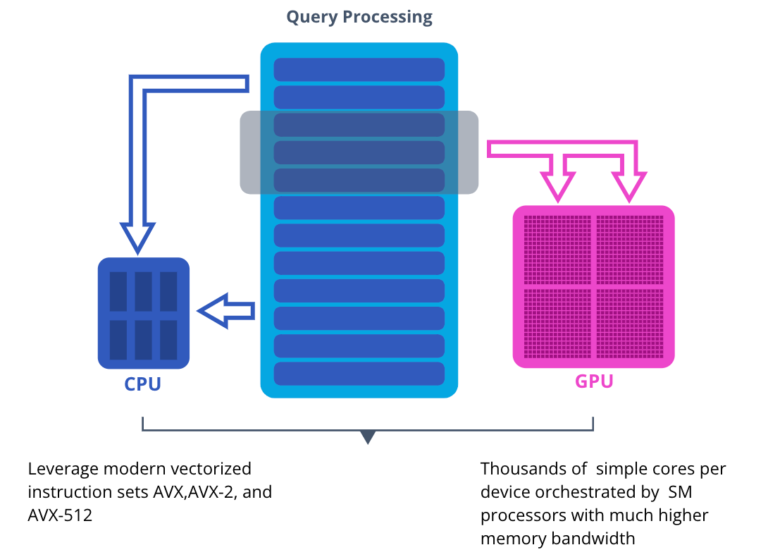 Query Processing
CPU
GPU
Leverage modern vectorized
instruction sets AVX,AVX-2, and
AVX-512
Thousands of  simple cores per
device orchestrated by  SM
processors with much higher
memory bandwidth